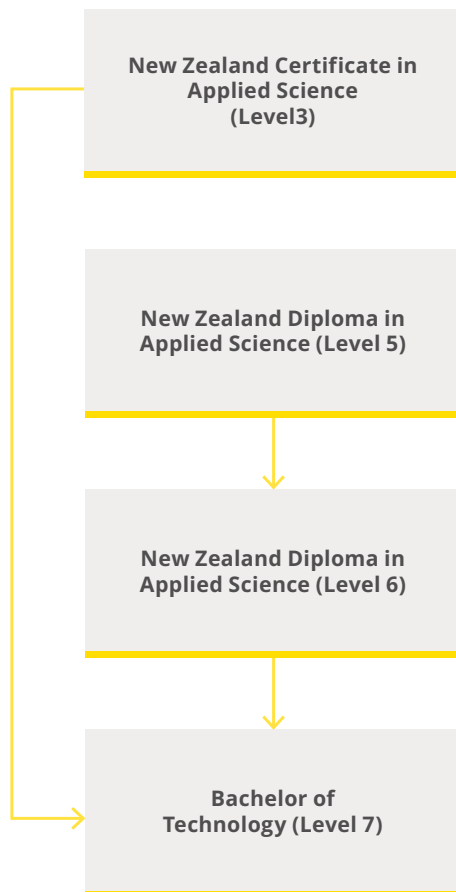 New Zealand Certificate in
Applied Science
(Level3)
New Zealand Diploma in
Applied Science (Level 5)
New Zealand Diploma in
Applied Science (Level 6)
Bachelor of
Technology (Level 7)